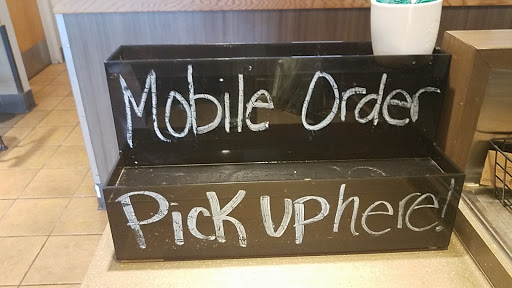 Mobile Order
Pick up here!